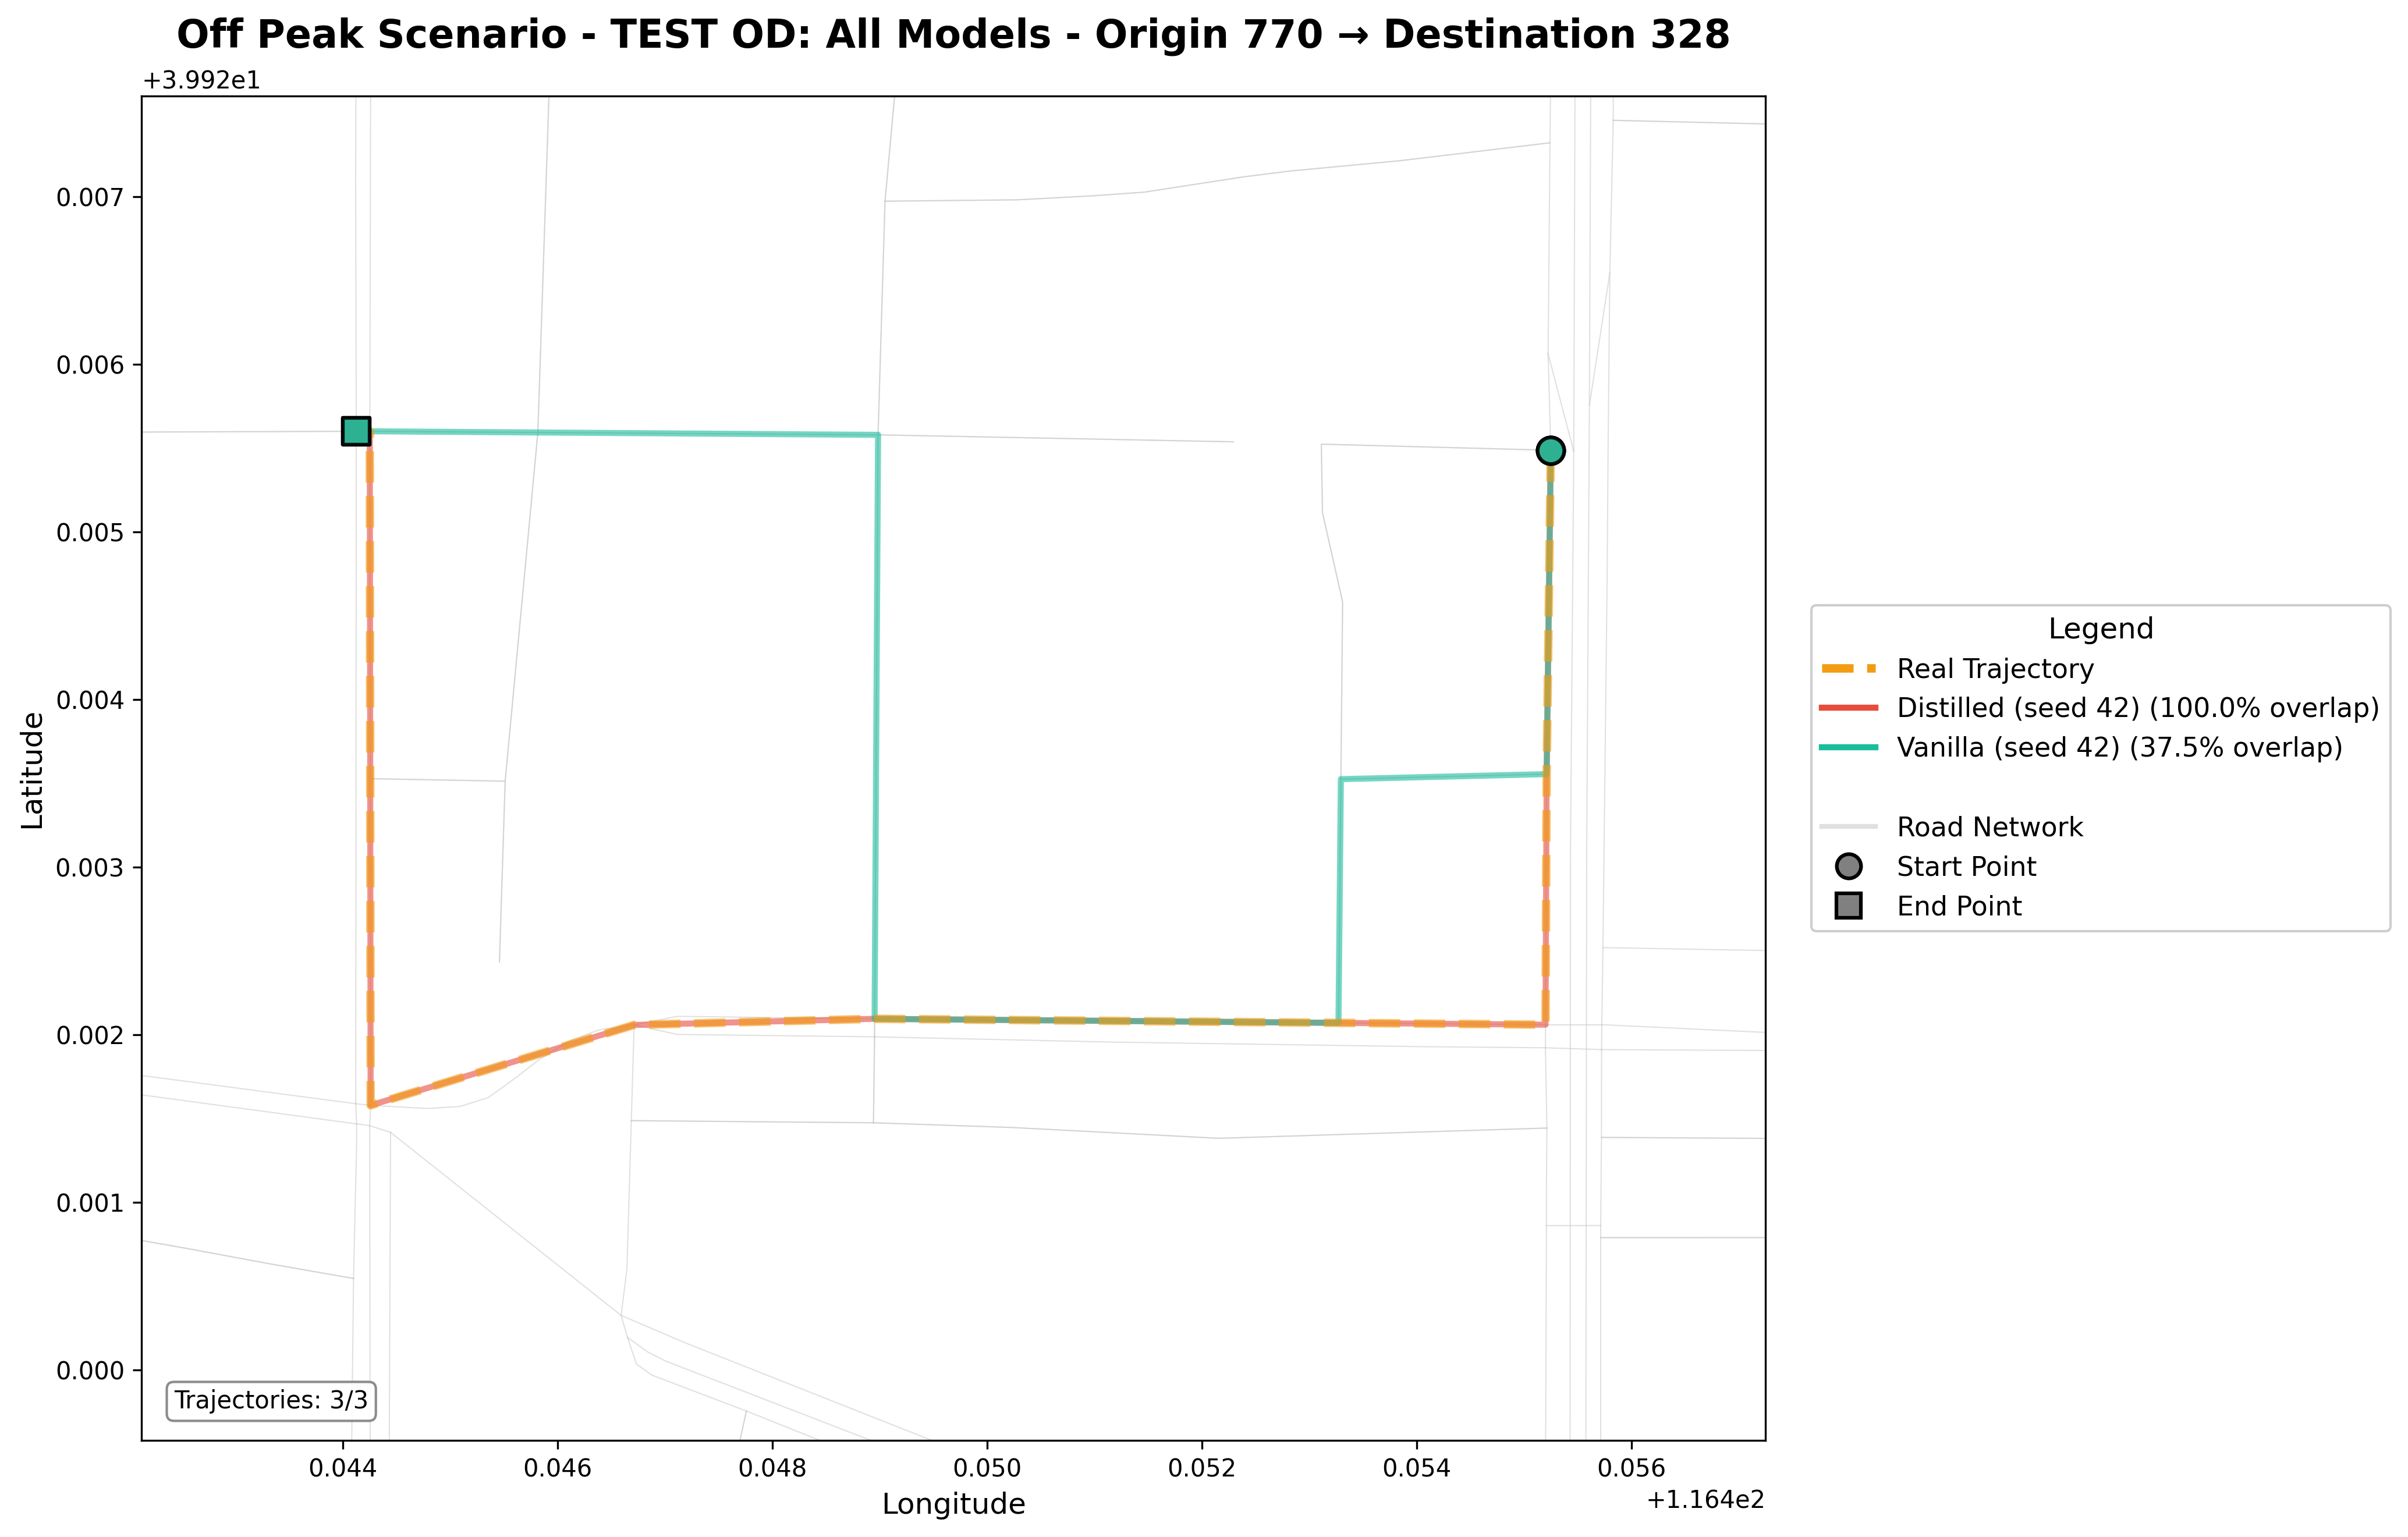 Off Peak Scenario - TEST OD: All Models - Origin 770 → Destination 328
+3.992e1
0.007
0.006
0.005
0.004
0.003
0.002
0.001
0.000
Latitude
Trajectories: 3/3
0.044 0.046 0.048 0.050 0.052 0.054 0.056
Longitude
+1.164e2
Legend
Real Trajectory
Distilled (seed 42) (100.0% overlap)
Vanilla (seed 42) (37.5% overlap)
Road Network
Start Point
End Point